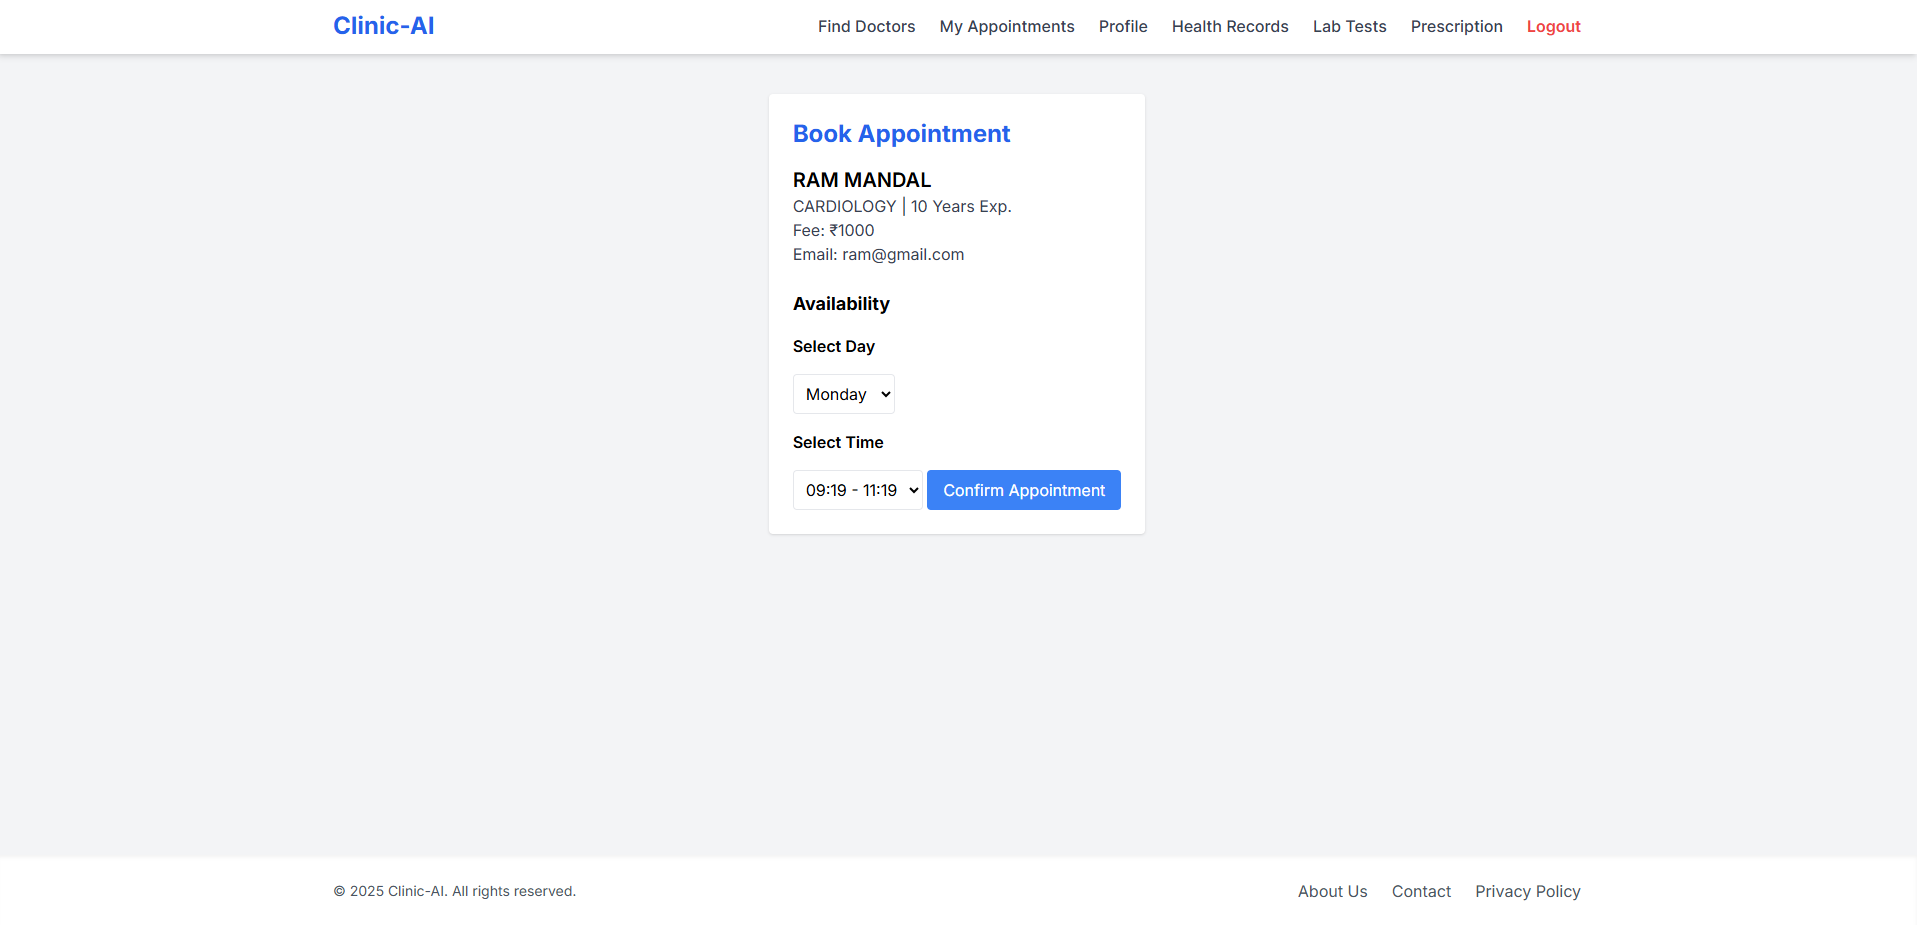 Clinic-AI
Find Doctors My Appointments Profile Health Records Lab Tests Prescription Logout
Book Appointment
RAM MANDAL
CARDIOLOGY | 10 Years Exp.
Fee: ₹1000
Email: ram@gmail.com
Availability
Select Day
Monday
Select Time
09:19 - 11:19 Confirm Appointment
© 2025 Clinic-AI. All rights reserved. About Us Contact Privacy Policy